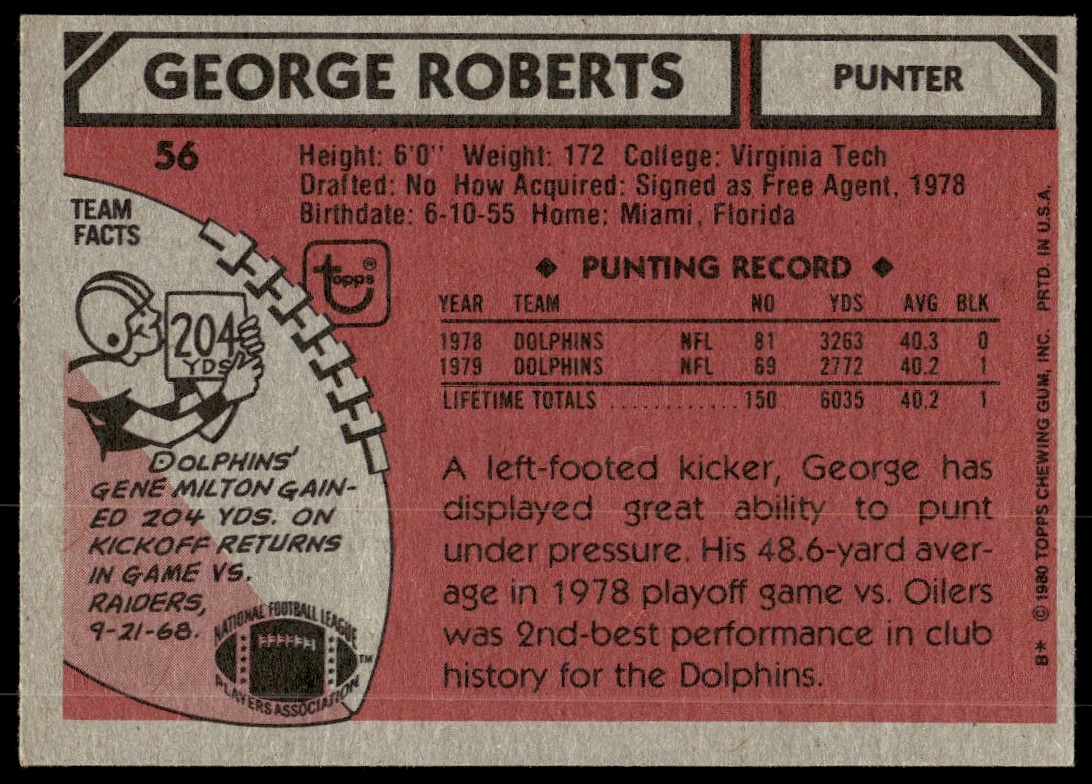 GEORGE ROBERTS
PUNTER
56
Height: 6'0" Weight: 172 College: Virginia Tech
Drafted: No How Acquired: Signed as Free Agent, 1978
Birthdate: 6-10-55 Home: Miami, Florida
TEAM
FACTS
204
YDS
DOLPHINS'
GENE MILTON GAIN-
ED 204 YDS. ON
KICKOFF RETURNS
IN GAME VS.
RAIDERS,
9-21-68.
NATIONAL FOOTBALL LEAGUE
PLAYERS ASSOCIATION
TM
topps®
◆ PUNTING RECORD ◆
YEAR TEAM NO YDS AVG BLK
1978 DOLPHINS NFL 81 3263 40.3 0
1979 DOLPHINS NFL 69 2772 40.2 1
LIFETIME TOTALS ............ 150 6035 40.2 1
A left-footed kicker, George has
displayed great ability to punt
under pressure. His 48.6-yard aver-
age in 1978 playoff game vs. Oilers
was 2nd-best performance in club
history for the Dolphins.
B* © 1980 TOPPS CHEWING GUM, INC. PRTD. IN U.S.A.